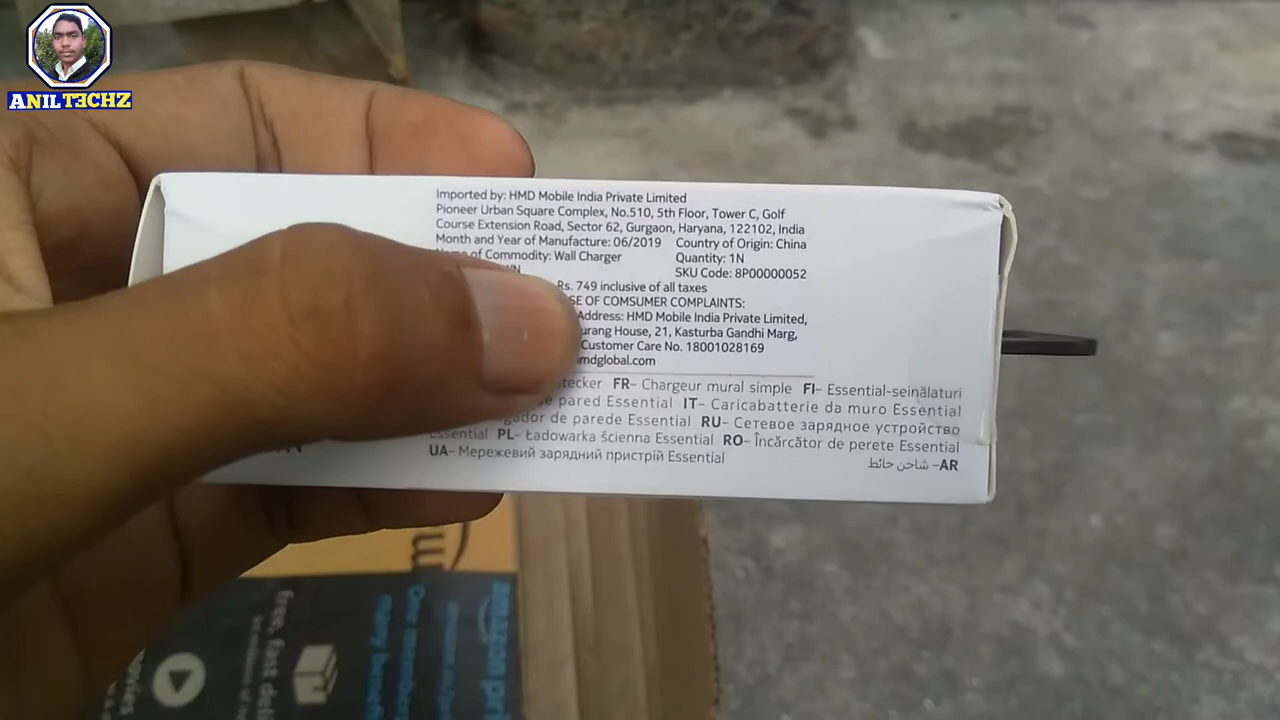 ANIL TECHZ
Imported by: HMD Mobile India Private Limited
Pioneer Urban Square Complex, No.510, 5th Floor, Tower C, Golf
Course Extension Road, Sector 62, Gurgaon, Haryana, 122102, India
Month and Year of Manufacture: 06/2019 Country of Origin: China
of Commodity: Wall Charger Quantity: 1N
SKU Code: 8P00000052
Rs. 749 inclusive of all taxes
OF COMSUMER COMPLAINTS:
Address: HMD Mobile India Private Limited,
House, 21, Kasturba Gandhi Marg,
Customer Care No. 18001028169
FR– Chargeur mural simple FI– Essential-seinälaturi
pared Essential IT– Caricabatterie da muro Essential
de parede Essential RU– Сетевое зарядное устройство
Essential PL– Ładowarka ścienna Essential RO– Încărcător de perete Essential
UA– Мережевий зарядний пристрій Essential
AR– شاحن حائط
free, fast
amazon
One